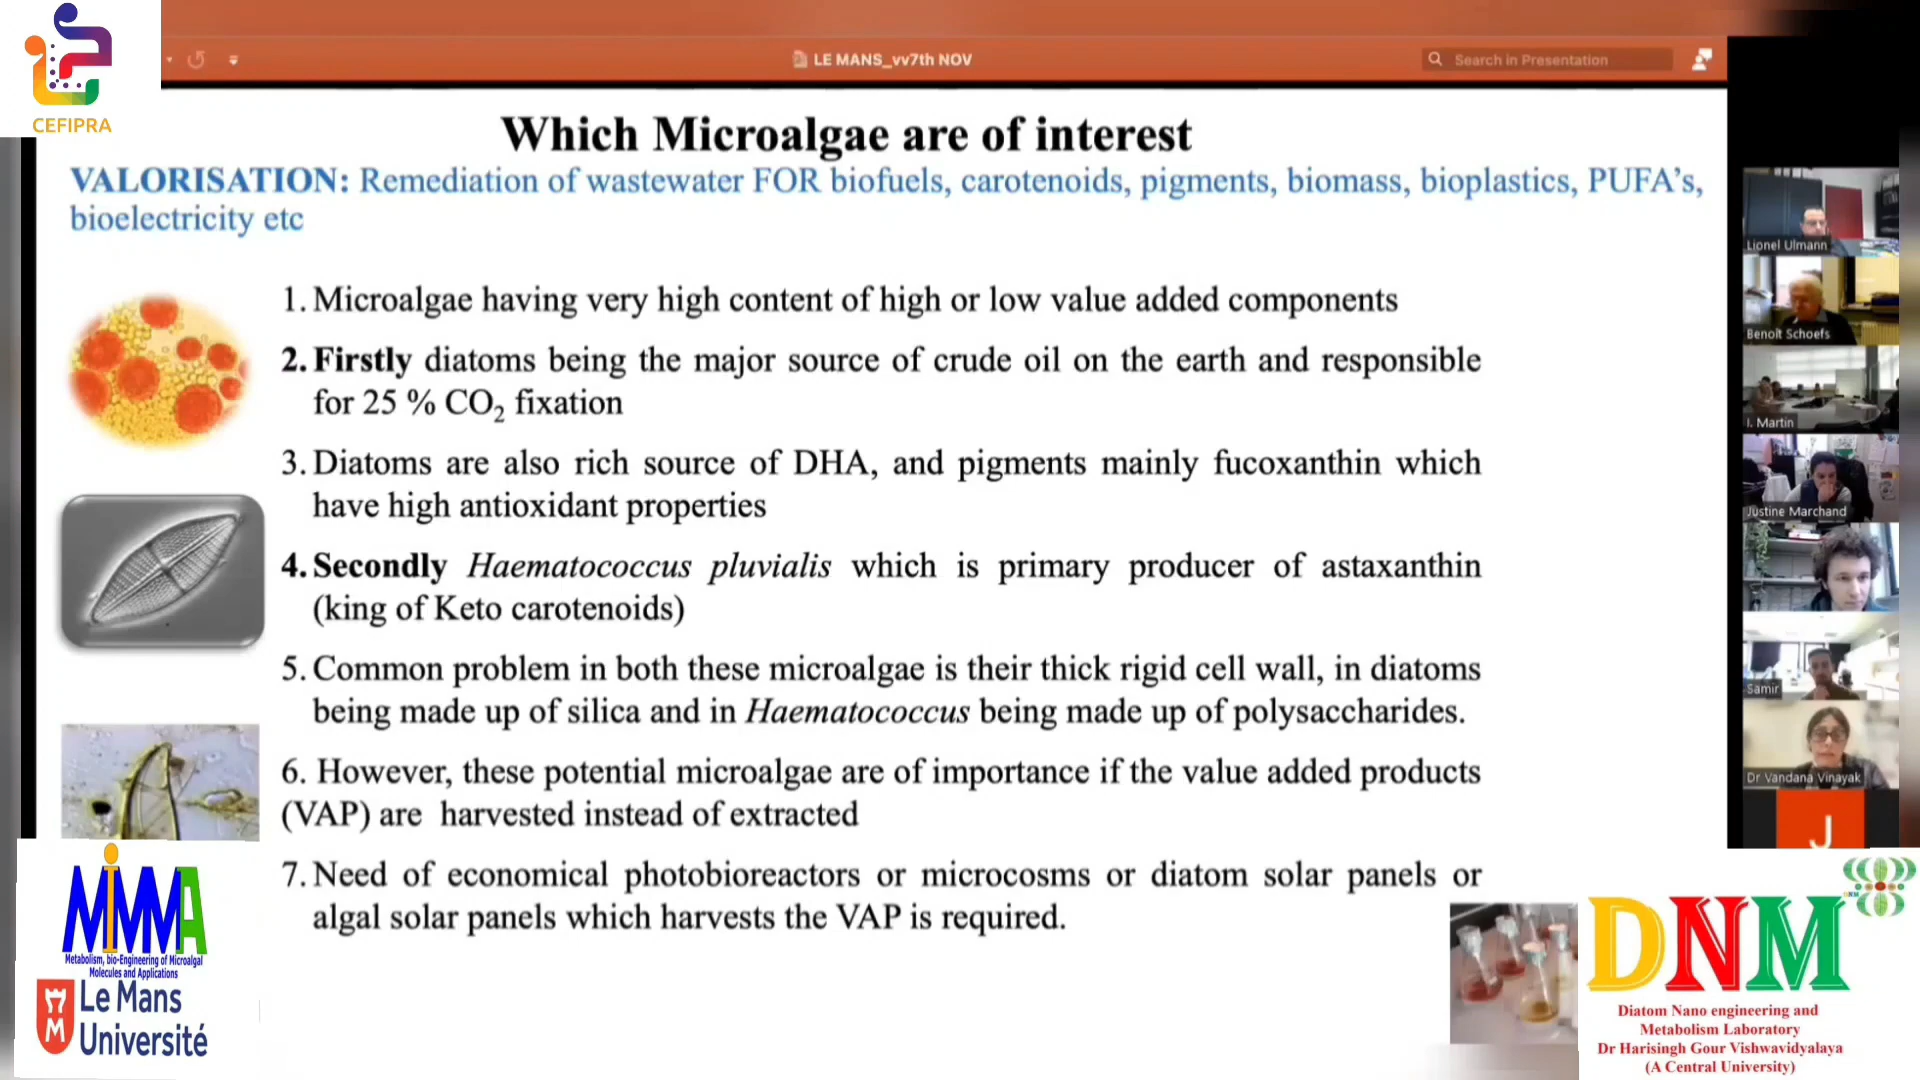 CEFIPRA
LE MANS_vv7th NOV
Search in Presentation
Which Microalgae are of interest
VALORISATION: Remediation of wastewater FOR biofuels, carotenoids, pigments, biomass, bioplastics, PUFA's,
bioelectricity etc
1. Microalgae having very high content of high or low value added components
2. Firstly diatoms being the major source of crude oil on the earth and responsible
for 25 % CO₂ fixation
3. Diatoms are also rich source of DHA, and pigments mainly fucoxanthin which
have high antioxidant properties
4. Secondly Haematococcus pluvialis which is primary producer of astaxanthin
(king of Keto carotenoids)
5. Common problem in both these microalgae is their thick rigid cell wall, in diatoms
being made up of silica and in Haematococcus being made up of polysaccharides.
6. However, these potential microalgae are of importance if the value added products
(VAP) are harvested instead of extracted
7. Need of economical photobioreactors or microcosms or diatom solar panels or
algal solar panels which harvests the VAP is required.
Lionel Ulmann
Benoît Schoefs
I. Martin
Justine Marchand
Samir
Dr Vandana Vinayak
J
MIMMA
Metabolism, bio-Engineering of Microalgal
Molecules and Applications
Le Mans
Université
DNM
Diatom Nano engineering and
Metabolism Laboratory
Dr Harisingh Gour Vishwavidyalaya
(A Central University)